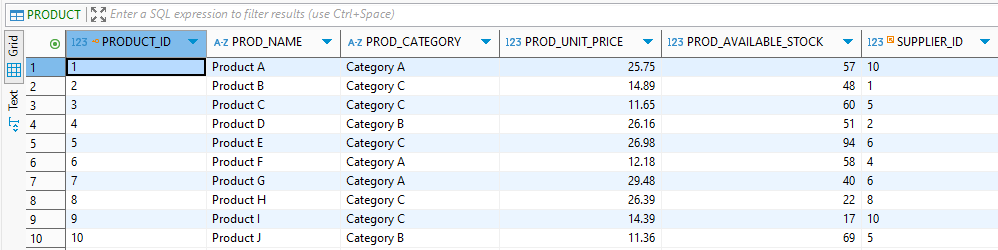 PRODUCT Enter a SQL expression to filter results (use Ctrl+Space)
Grid
Text
123 PRODUCT_ID A-Z PROD_NAME A-Z PROD_CATEGORY 123 PROD_UNIT_PRICE 123 PROD_AVAILABLE_STOCK 123 SUPPLIER_ID
1 1 Product A Category A 25.75 57 10
2 2 Product B Category C 14.89 48 1
3 3 Product C Category C 11.65 60 5
4 4 Product D Category B 26.16 51 2
5 5 Product E Category C 26.98 94 6
6 6 Product F Category A 12.18 58 4
7 7 Product G Category A 29.48 40 6
8 8 Product H Category C 26.39 22 8
9 9 Product I Category C 14.39 17 10
10 10 Product J Category B 11.36 69 5